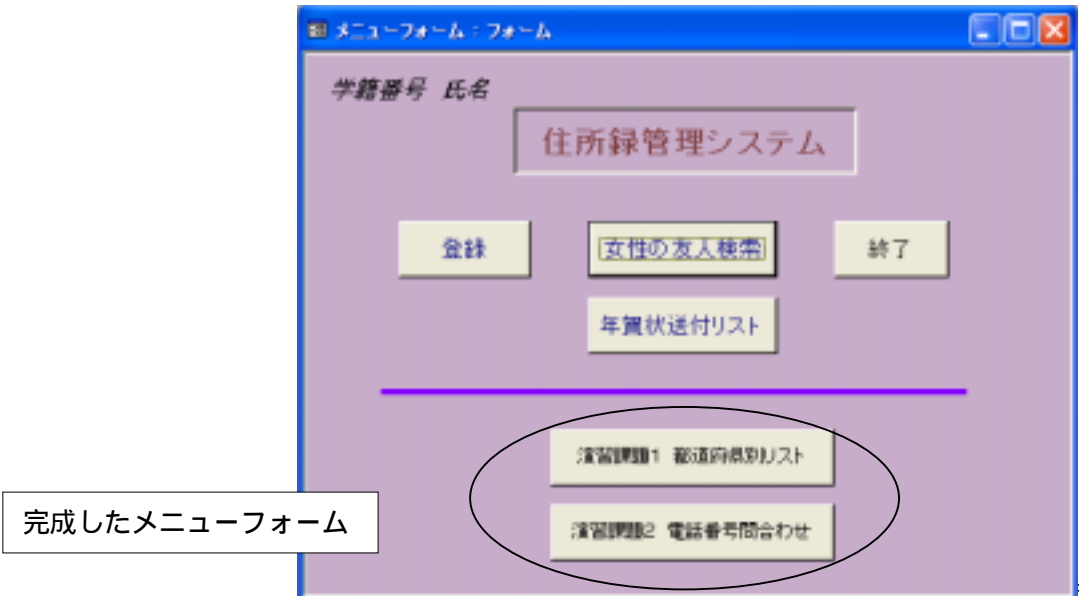 メニューフォーム : フォーム
学籍番号 氏名
住所録管理システム
登録
女性の友人検索
終了
年賀状送付リスト
演習課題1 都道府県別リスト
演習課題2 電話番号問合わせ
完成したメニューフォーム